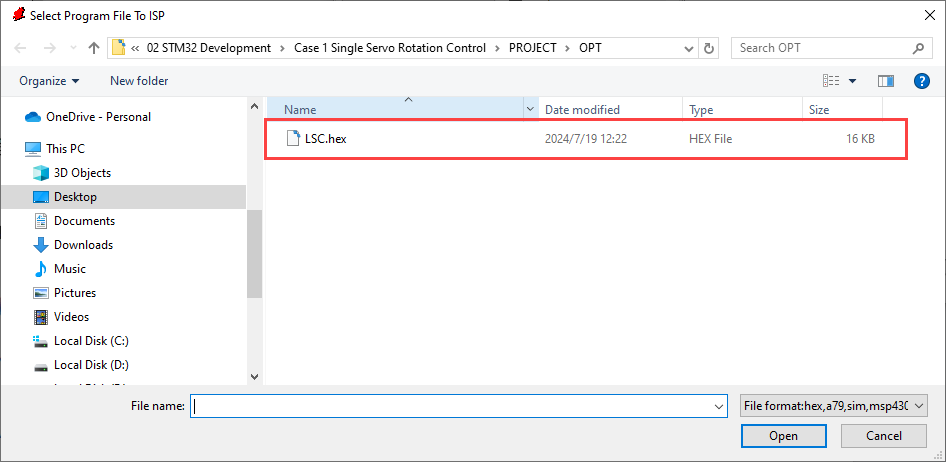 Select Program File To ISP
« 02 STM32 Development > Case 1 Single Servo Rotation Control > PROJECT > OPT
Search OPT
Organize
New folder
Name
Date modified
Type
Size
OneDrive - Personal
This PC
3D Objects
Desktop
Documents
Downloads
Music
Pictures
Videos
Local Disk (C:)
Local Disk (D:)
LSC.hex
2024/7/19 12:22
HEX File
16 KB
File name:
File format:hex,a79,sim,msp430
Open
Cancel